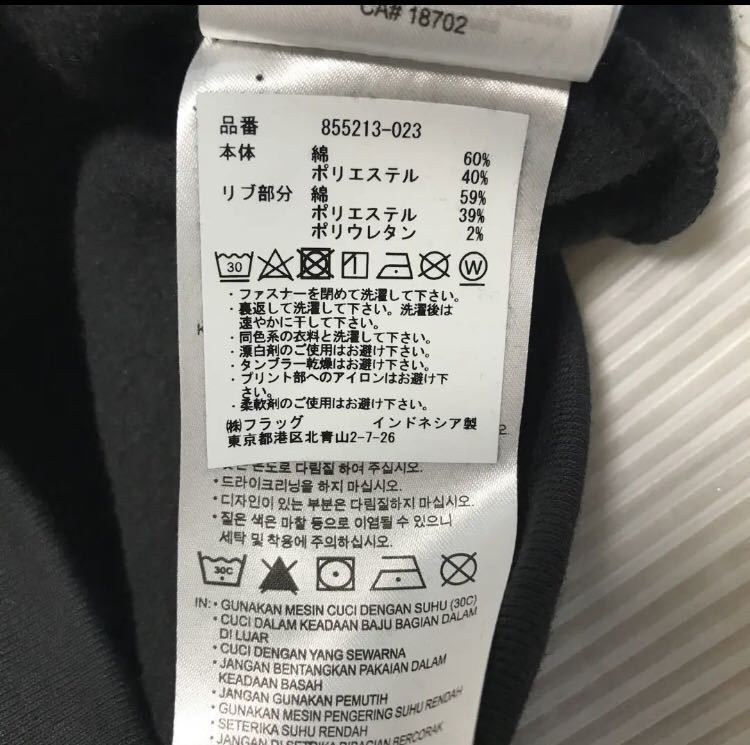 CA# 18702
品番 855213-023
本体 綿 60%
ポリエステル 40%
リブ部分 綿 59%
ポリエステル 39%
ポリウレタン 2%
30 W
・ファスナーを閉めて洗濯して下さい。
・裏返して洗濯して下さい。洗濯後は
速やかに干して下さい。
・同色系の衣料と洗濯して下さい。
・漂白剤のご使用はお避け下さい。
・タンブラー乾燥はお避け下さい。
・プリント部へのアイロンはお避け下
さい。
・柔軟剤のご使用はお避け下さい。
㈱フラッグ インドネシア製
東京都港区北青山2-7-26
온도로 다림질 하여 주십시오.
• 드라이크리닝을 하지 마십시오.
• 디자인이 있는 부분은 다림질하지 마십시오.
• 짙은 색은 마찰 등으로 이염될 수 있으니
세탁 및 착용에 주의하십시오.
30C
IN: • GUNAKAN MESIN CUCI DENGAN SUHU (30C)
• CUCI DALAM KEADAAN BAJU BAGIAN DALAM
DI LUAR
• CUCI DENGAN YANG SEWARNA
• JANGAN BENTANGKAN PAKAIAN DALAM
KEADAAN BASAH
• JANGAN GUNAKAN PEMUTIH
• GUNAKAN MESIN PENGERING SUHU RENDAH
• SETERIKA SUHU RENDAH
• JANGAN DI SETERIKA BAGIAN BERCORAK